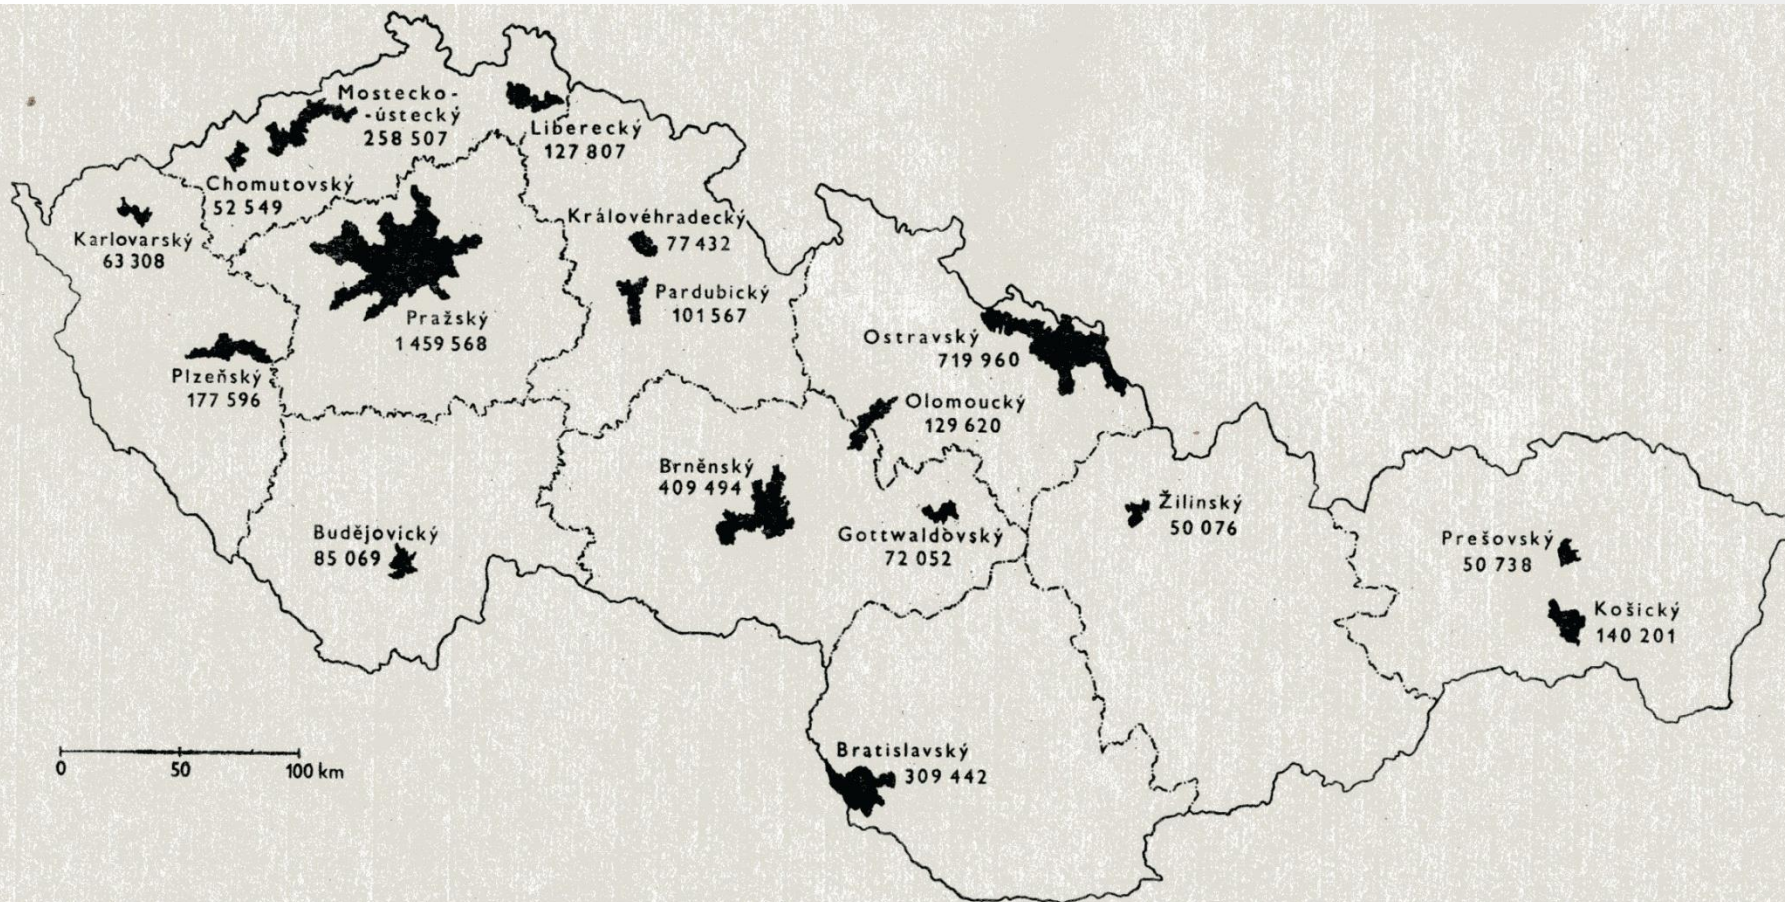 Mostecko-
-ústecký
258 507
Liberecký
127 807
Chomutovský
52 549
Karlovarský
63 308
Královéhradecký
77 432
Pardubický
101 567
Pražský
1 459 568
Plzeňský
177 596
Ostravský
719 960
Olomoucký
129 620
Brněnský
409 494
Gottwaldovský
72 052
Budějovický
85 069
Žilinský
50 076
Prešovský
50 738
Košický
140 201
Bratislavský
309 442
0 50 100 km